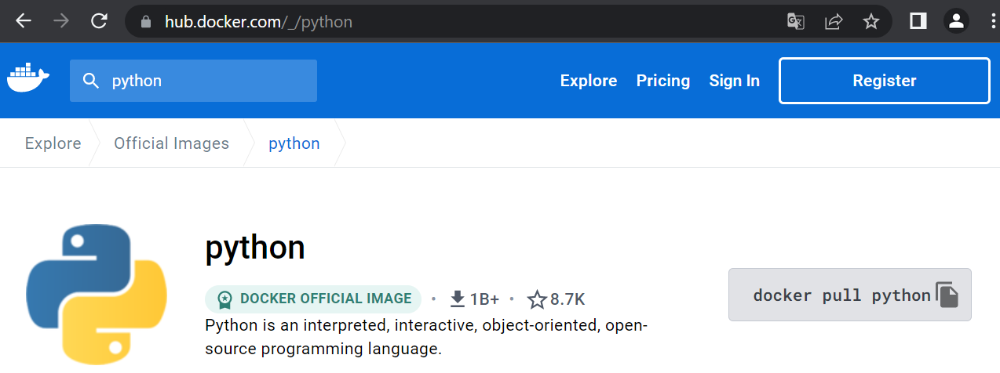 hub.docker.com/_/python
python
Explore Pricing Sign In Register
Explore Official Images python
python
DOCKER OFFICIAL IMAGE • 1B+ • 8.7K
docker pull python
Python is an interpreted, interactive, object-oriented, open-
source programming language.